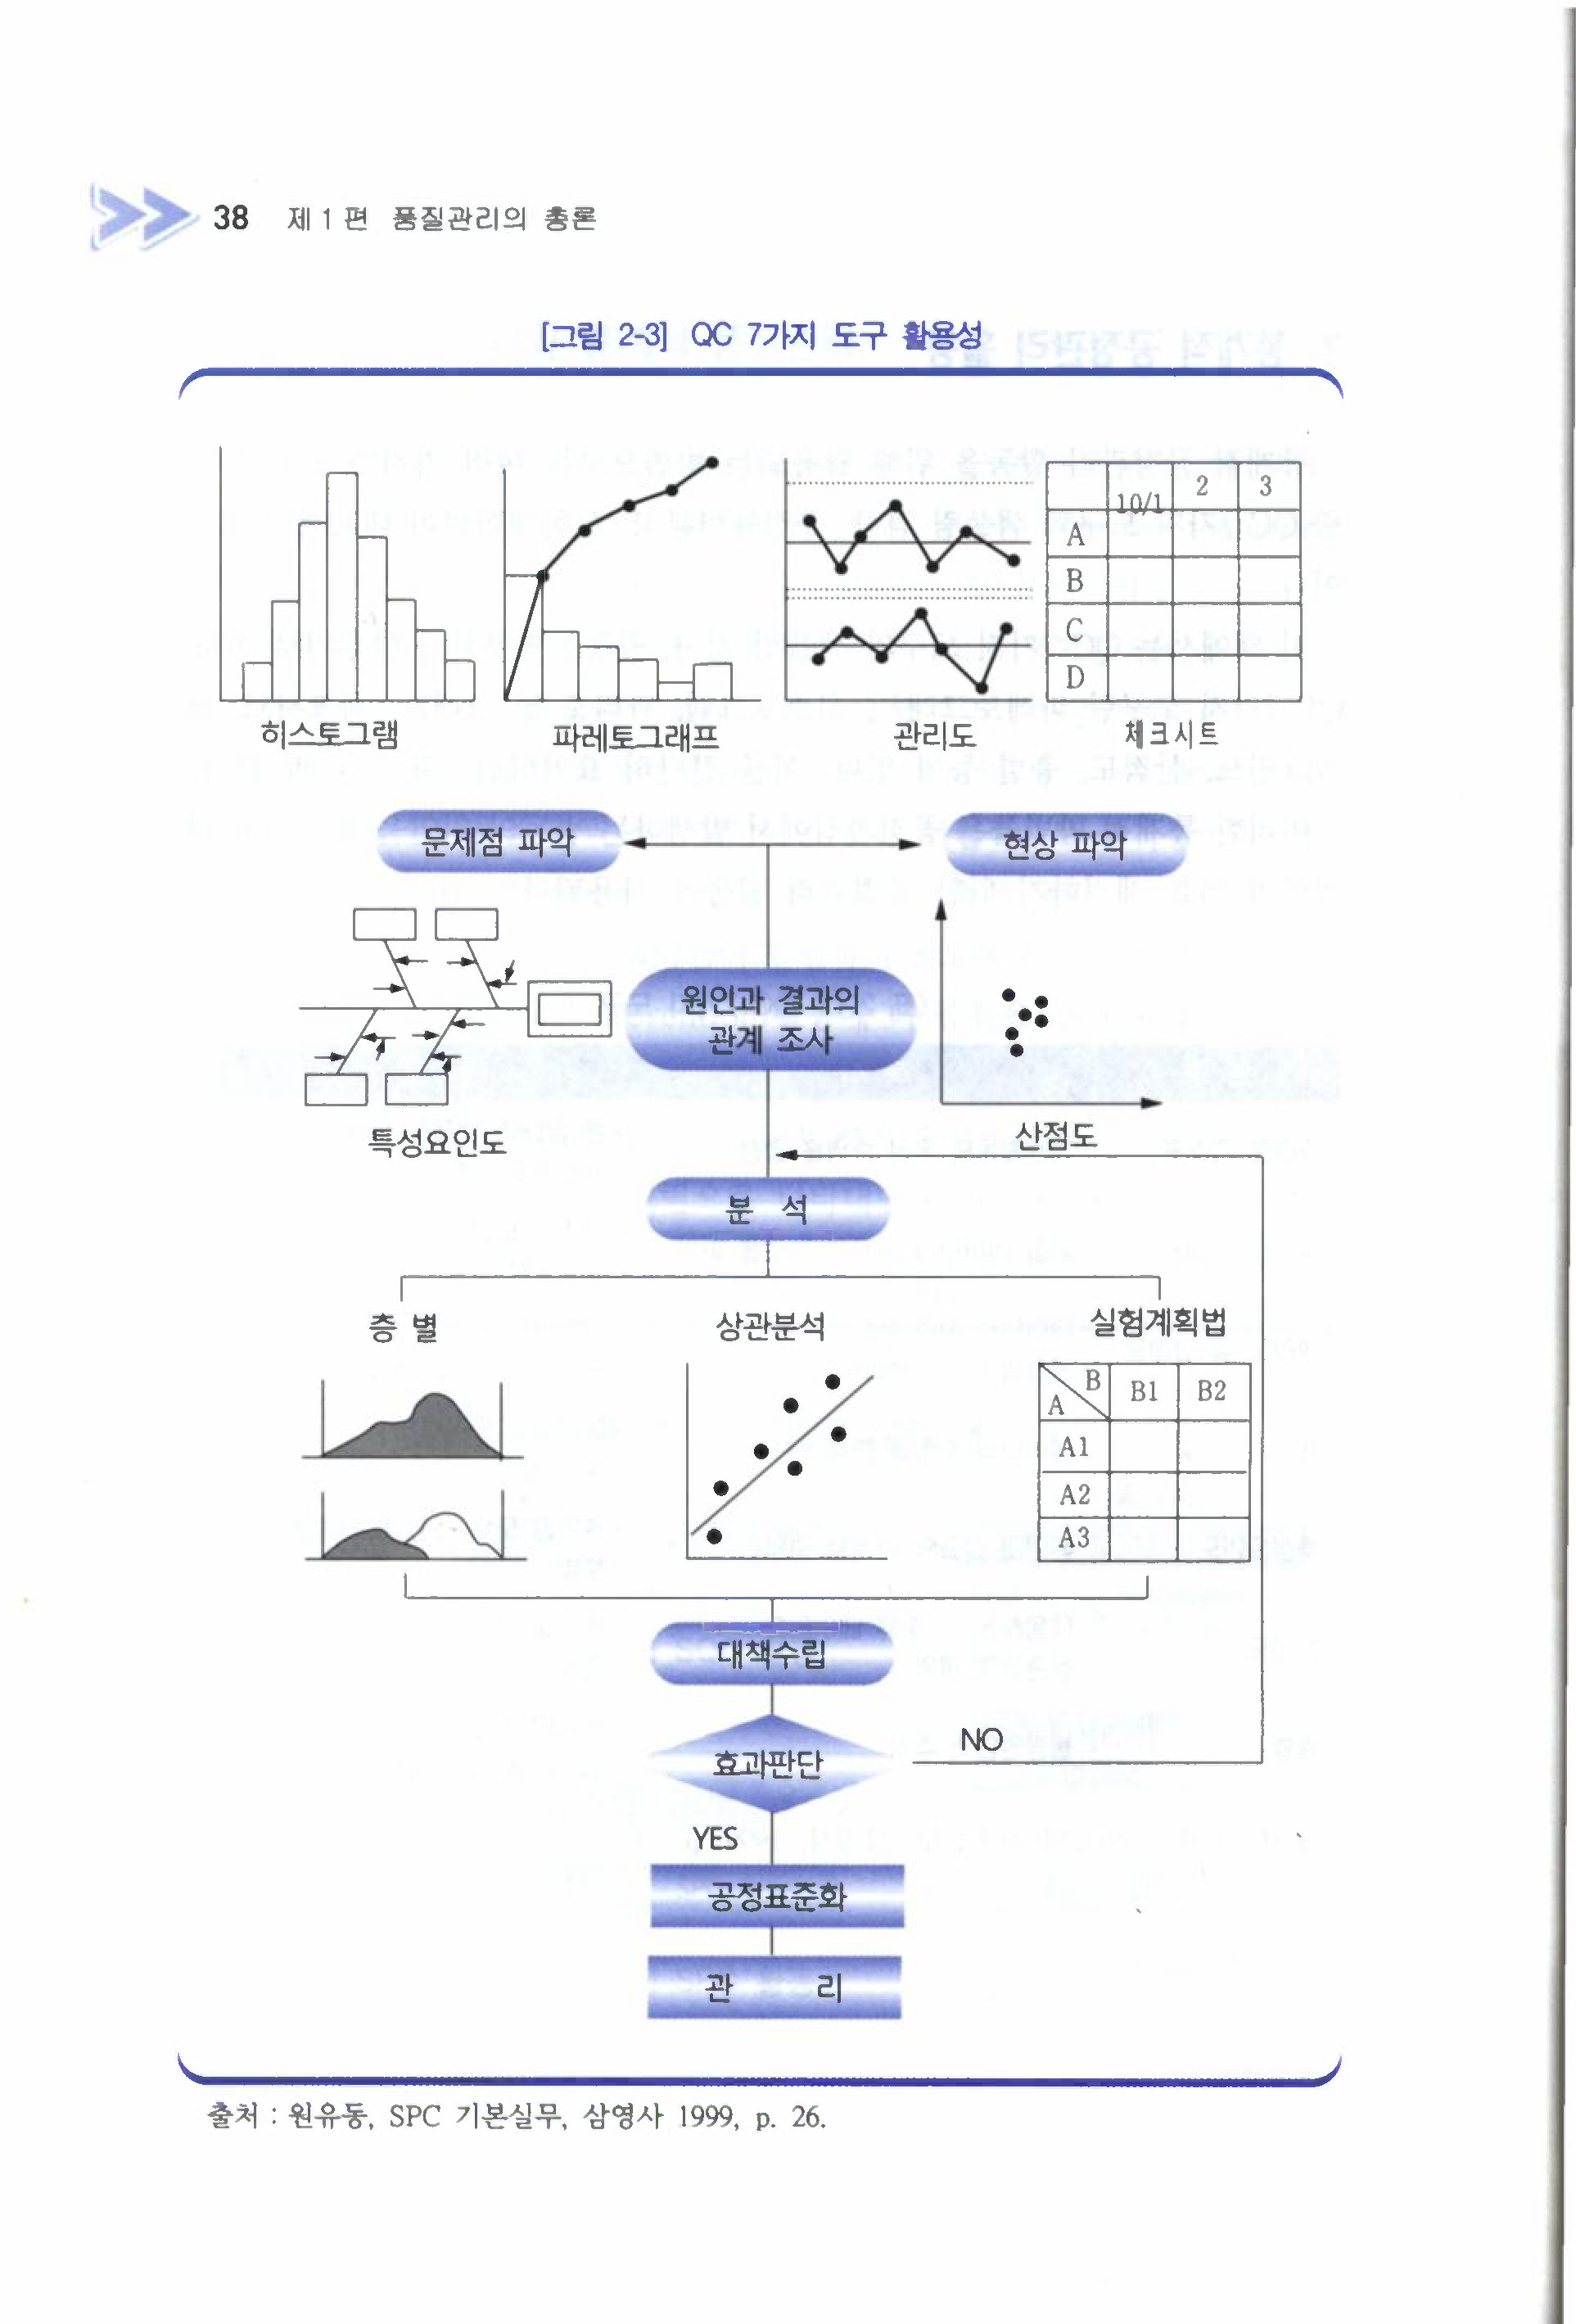 38 제 1 편 품질관리의 총론
[그림 2-3] QC 7가지 도구 활용성
10/1 2 3
A
B
C
D
히스토그램 파레토그래프 관리도 체크시트
문제점 파악 현상 파악
원인과 결과의
관계 조사
특성요인도 산점도
분 석
층 별 상관분석 실험계획법
B
A B1 B2
A1
A2
A3
대책수립
효과판단 NO
YES
공정표준화
관 리
출처 : 원유동, SPC 기본실무, 삼영사 1999, p. 26.